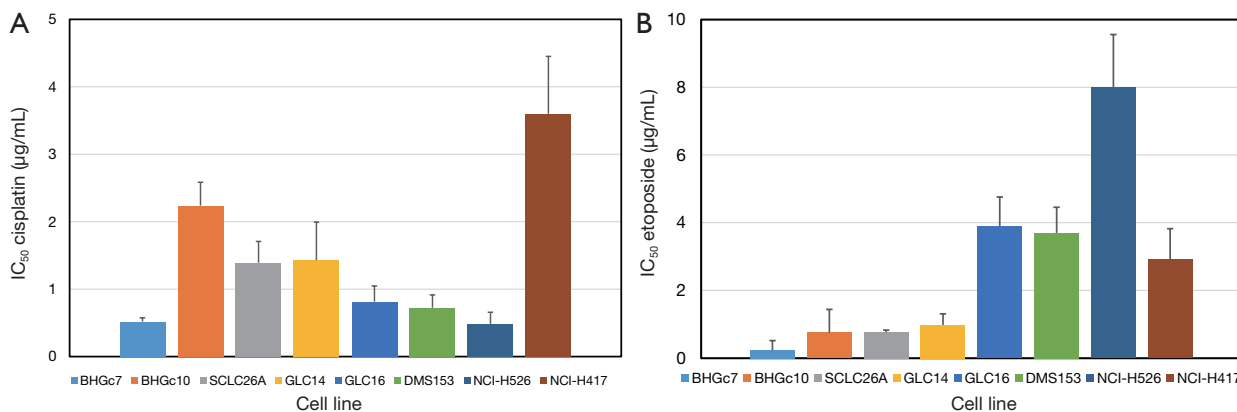 A
IC50 cisplatin (µg/mL)
5
4
3
2
1
0
BHGc7 BHGc10 SCLC26A GLC14 GLC16 DMS153 NCI-H526 NCI-H417
Cell line
B
IC50 etoposide (µg/mL)
10
8
6
4
2
0
BHGc7 BHGc10 SCLC26A GLC14 GLC16 DMS153 NCI-H526 NCI-H417
Cell line